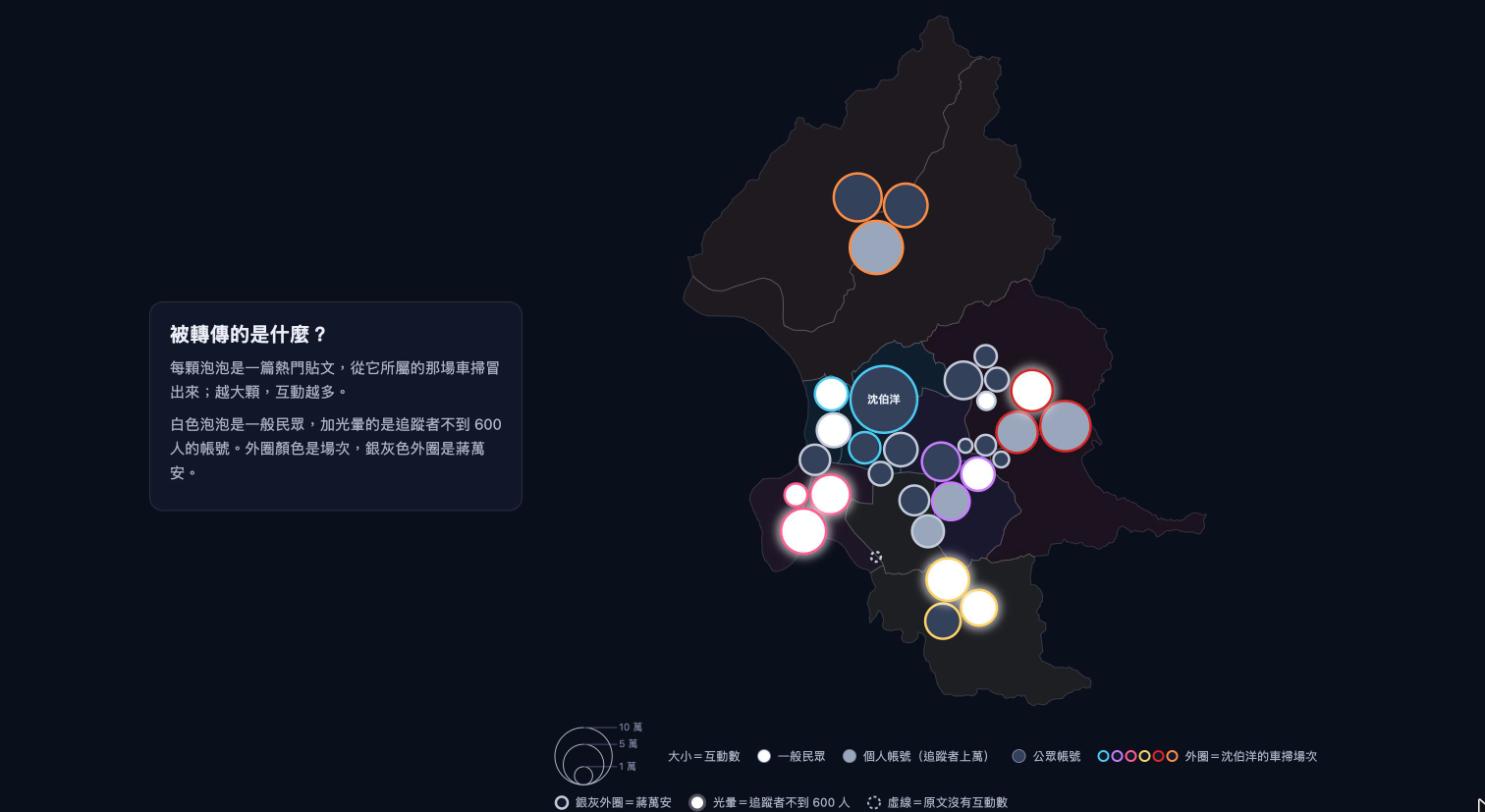 被轉傳的是什麼？
每顆泡泡是一篇熱門貼文，從它所屬的那場車掃冒
出來；越大顆，互動越多。
白色泡泡是一般民眾，加光暈的是追蹤者不到 600
人的帳號。外圈顏色是場次，銀灰色外圈是蔣萬
安。
沈伯洋
10 萬
5 萬
1 萬
大小＝互動數
一般民眾
個人帳號（追蹤者上萬）
公眾帳號
外圈＝沈伯洋的車掃場次
銀灰外圈＝蔣萬安
光暈＝追蹤者不到 600 人
虛線＝原文沒有互動數